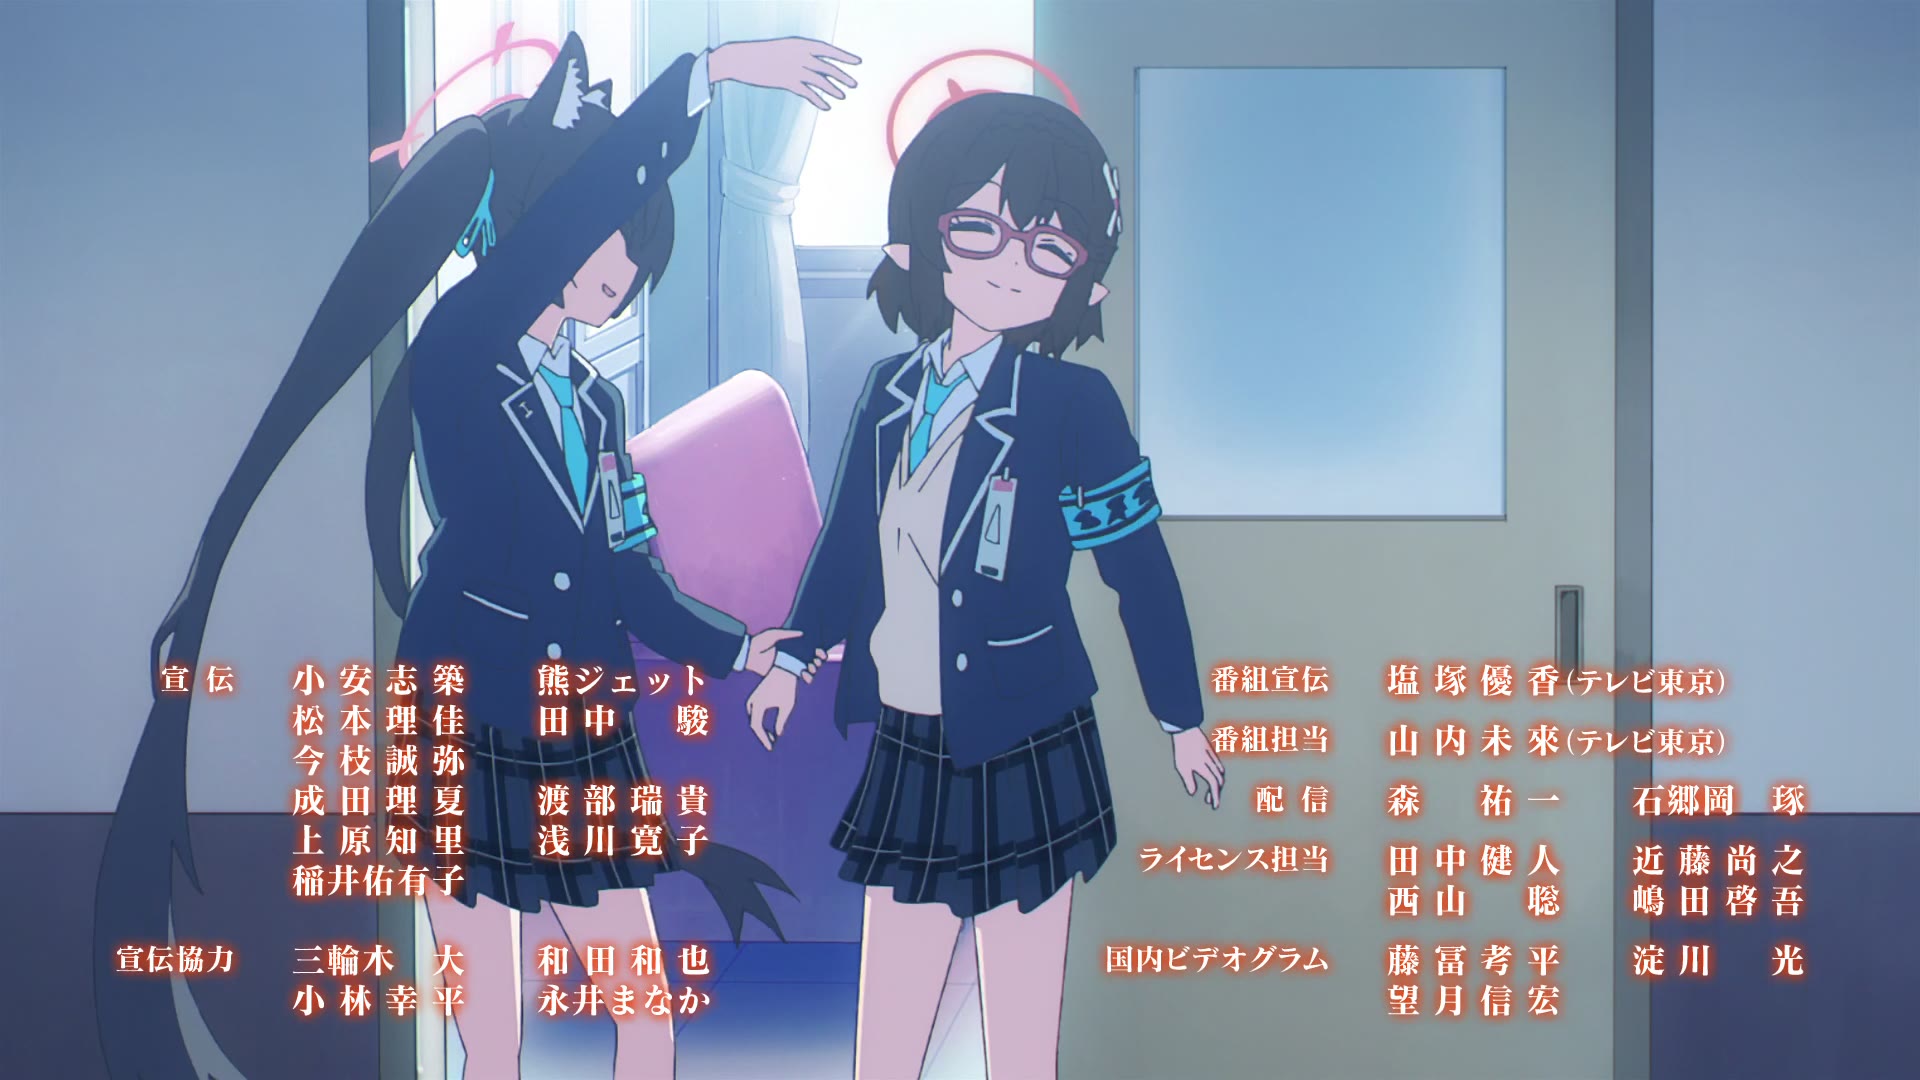 宣伝 小安志築 熊ジェット
松本理佳 田中駿
今枝誠弥
成田理夏 渡部瑞貴
上原知里 浅川寛子
稲井佑有子
宣伝協力 三輪木大 和田和也
小林幸平 永井まなか
番組宣伝 塩塚優香(テレビ東京)
番組担当 山内未來(テレビ東京)
配信 森祐一 石郷岡琢
ライセンス担当 田中健人 近藤尚之
西山聡 嶋田啓吾
国内ビデオグラム 藤冨考平 淀川光
望月信宏